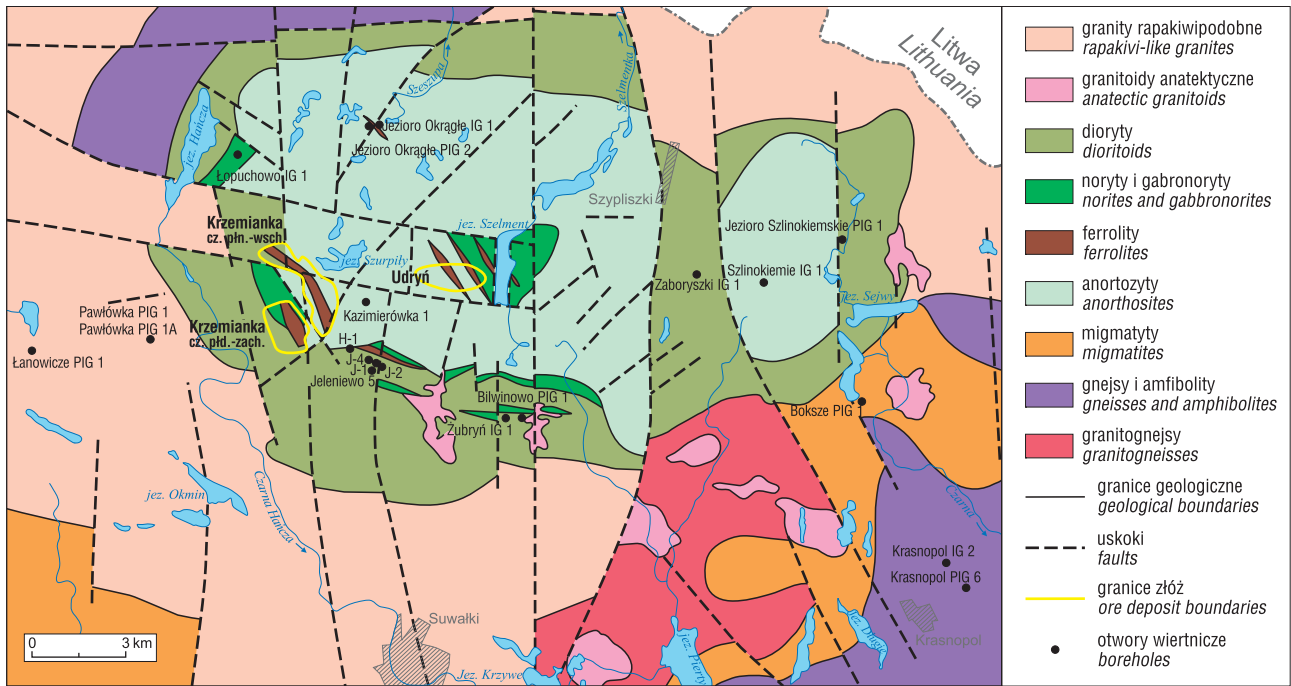 Litwa
Lithuania
Szeszupa
Szelmentka
jez. Hańcza
Jezioro Okrągłe IG 1
Jezioro Okrągłe PIG 2
Łopuchowo IG 1
Szypliszki
Krzemianka
cz. płn.-wsch.
jez. Szelment
Jezioro Szlinokiemskie PIG 1
jez. Szurpiły
Udryń
Szlinokiemie IG 1
Zaboryszki IG 1
jez. Sejwy
Pawłówka PIG 1
Pawłówka PIG 1A
Kazimierówka 1
Krzemianka
cz. płd.-zach.
H-1
Łanowicze PIG 1
J-4
J-1
J-2
Jeleniewo 5
Bilwinowo PIG 1
Boksze PIG 1
Żubryń IG 1
jez. Okmin
Czarna Hańcza
Czarna
Krasnopol IG 2
Krasnopol PIG 6
Suwałki
Krasnopol
jez. Długie
jez. Pierty
Jez. Krzywe
0 3 km
granity rapakiwipodobne
rapakivi-like granites
granitoidy anatektyczne
anatectic granitoids
dioryty
dioritoids
noryty i gabronoryty
norites and gabbronorites
ferrolity
ferrolites
anortozyty
anorthosites
migmatyty
migmatites
gnejsy i amfibolity
gneisses and amphibolites
granitognejsy
granitogneisses
granice geologiczne
geological boundaries
uskoki
faults
granice złóż
ore deposit boundaries
otwory wiertnicze
boreholes